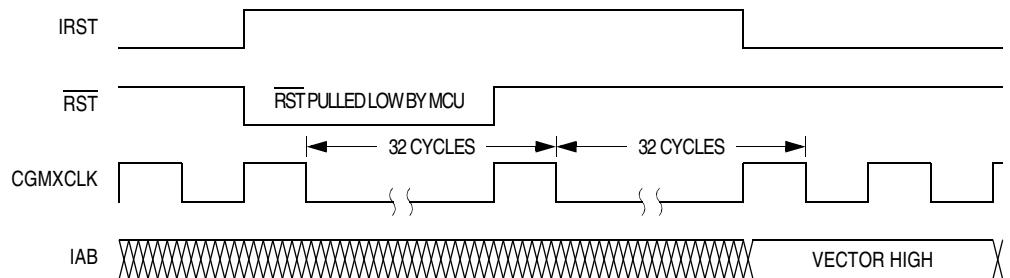 IRST
RST
RST PULLED LOW BY MCU
32 CYCLES
32 CYCLES
CGMXCLK
IAB
VECTOR HIGH